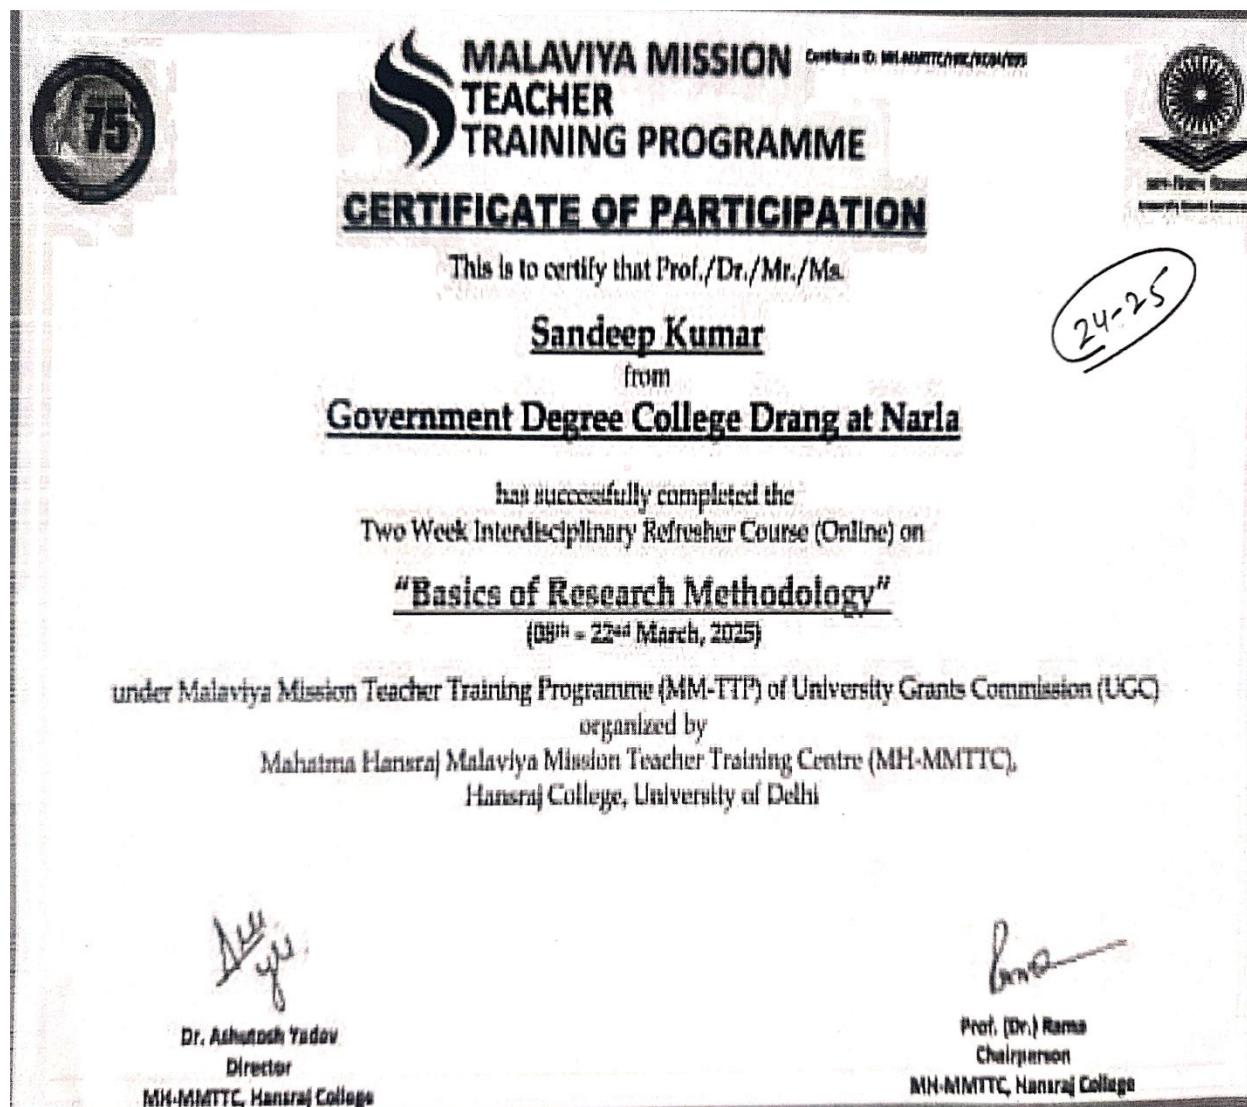 75
MALAVIYA MISSION
TEACHER
TRAINING PROGRAMME
Certificate ID:
CERTIFICATE OF PARTICIPATION
This is to certify that Prof./Dr./Mr./Ms.
24-25
Sandeep Kumar
from
Government Degree College Drang at Narla
has successfully completed the
Two Week Interdisciplinary Refresher Course (Online) on
“Basics of Research Methodology”
(08th - 22nd March, 2025)
under Malaviya Mission Teacher Training Programme (MM-TTP) of University Grants Commission (UGC)
organized by
Mahatma Hansraj Malaviya Mission Teacher Training Centre (MH-MMTTC),
Hansraj College, University of Delhi
Dr. Ashutosh Yadav
Director
MH-MMTTC, Hansraj College
Prof. (Dr.) Rama
Chairperson
MH-MMTTC, Hansraj College